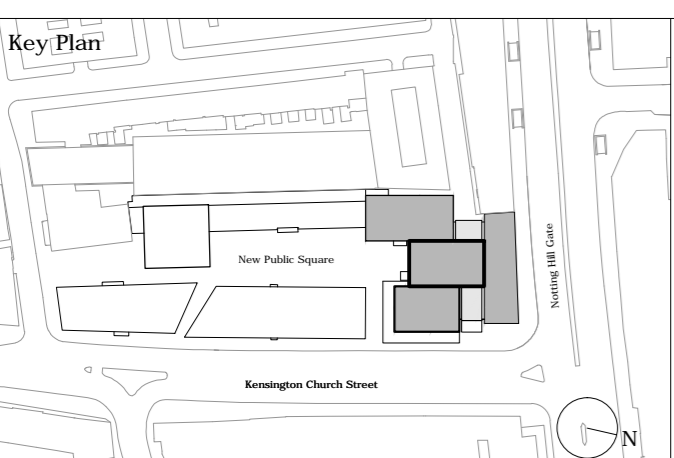 Key Plan
Notting Hill Gate
New Public Square
Kensington Church Street
N